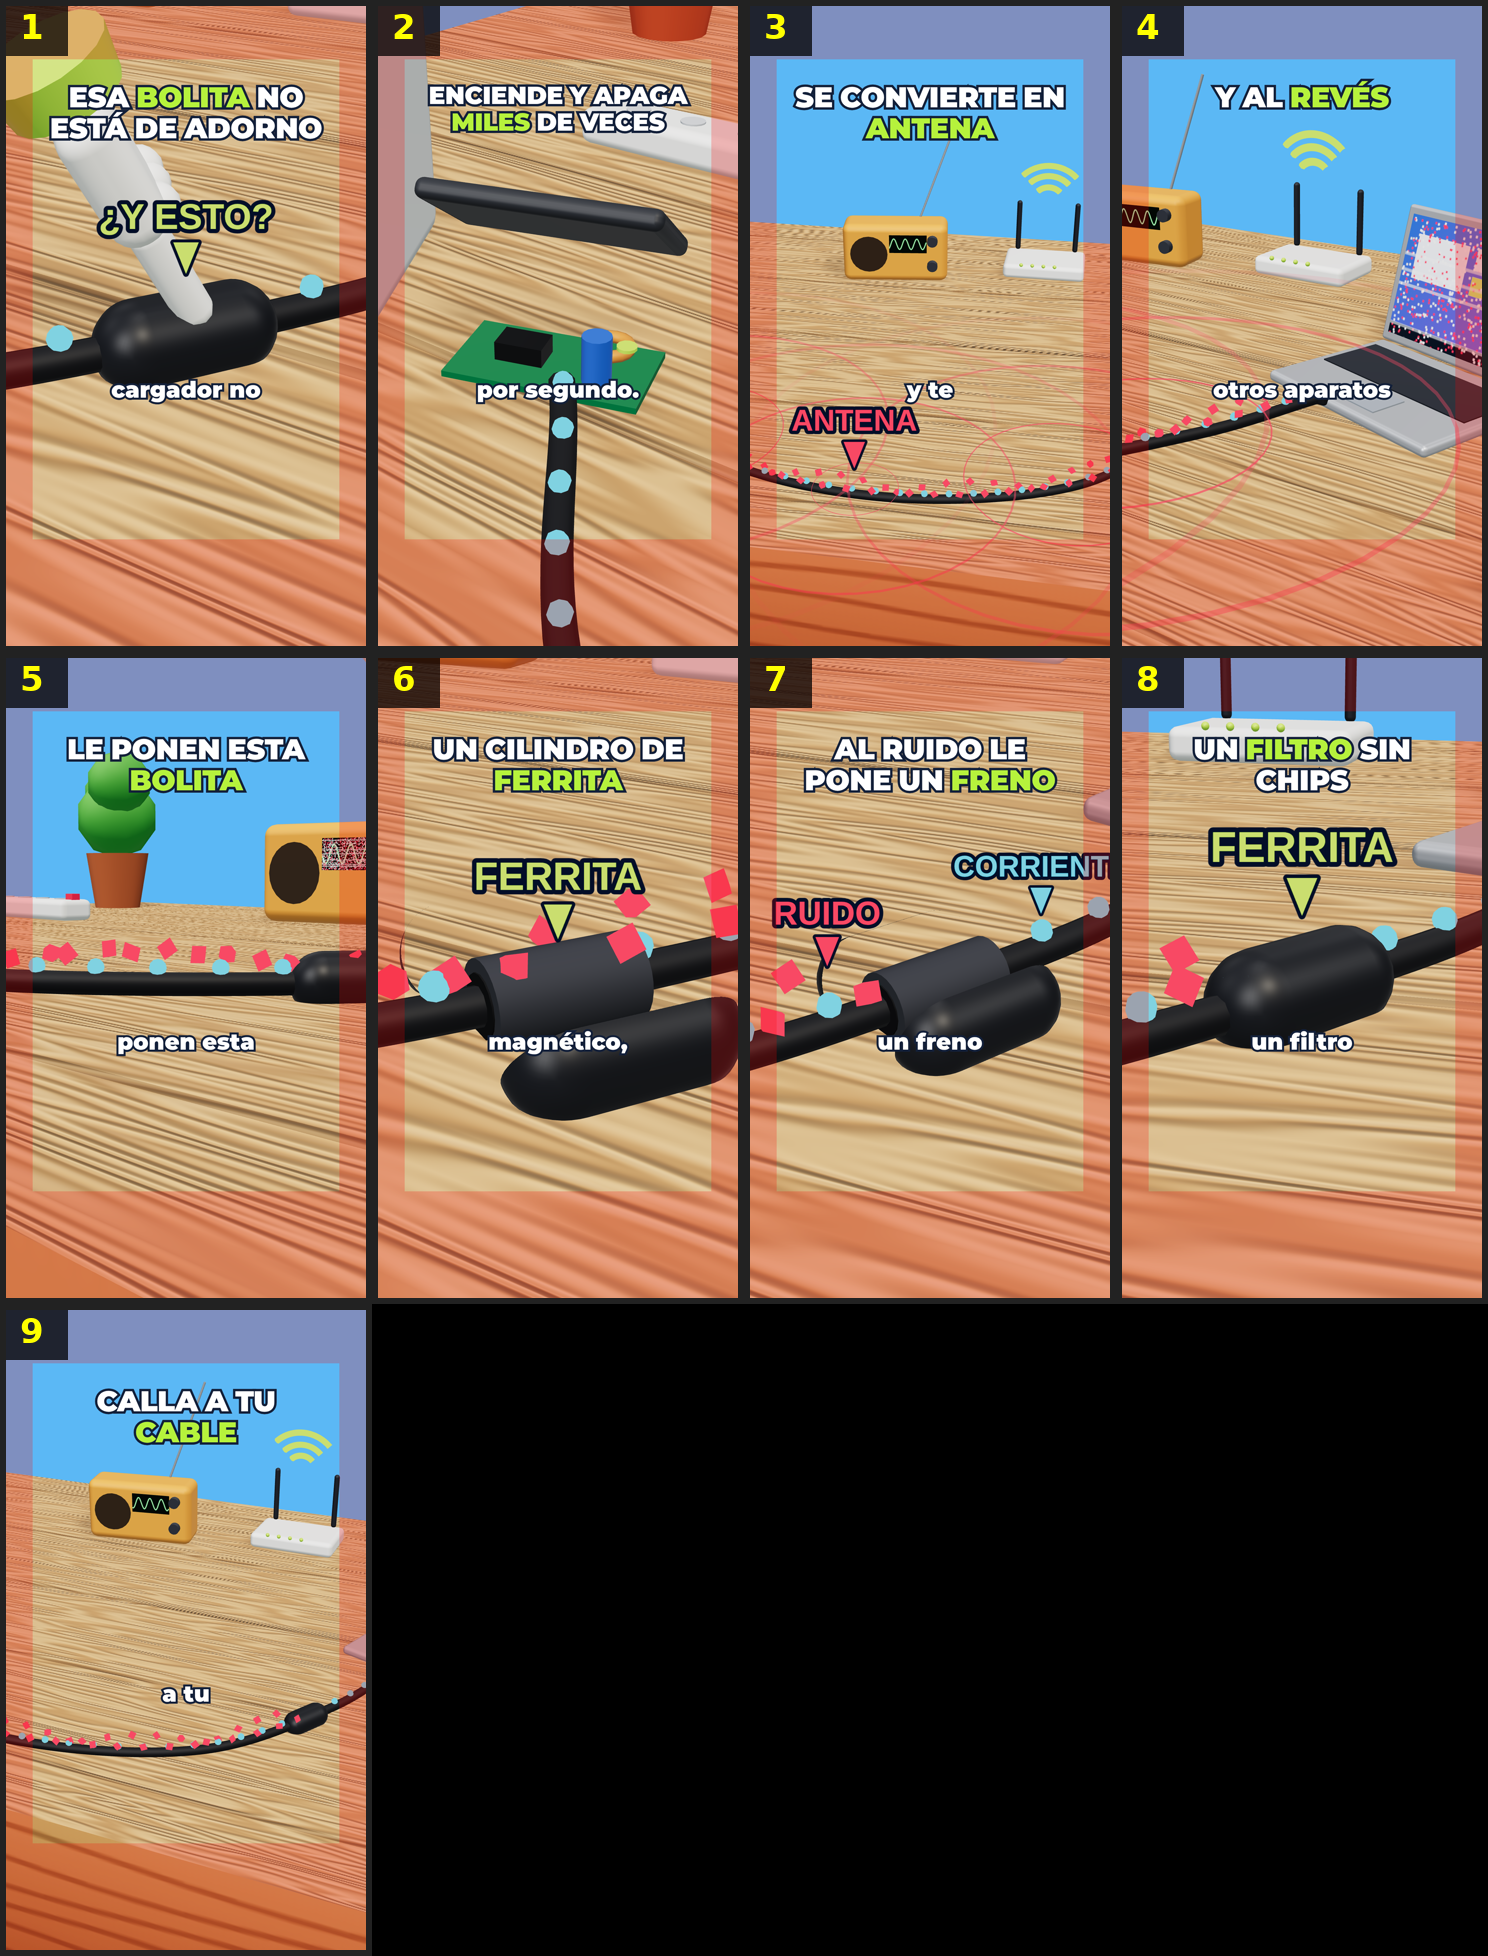 1
ESA BOLITA NO
ESTÁ DE ADORNO
¿Y ESTO?
cargador no
2
ENCIENDE Y APAGA
MILES DE VECES
por segundo.
3
SE CONVIERTE EN
ANTENA
y te
ANTENA
4
Y AL REVÉS
otros aparatos
5
LE PONEN ESTA
BOLITA
ponen esta
6
UN CILINDRO DE
FERRITA
FERRITA
magnético,
7
AL RUIDO LE
PONE UN FRENO
CORRIENT
RUIDO
un freno
8
UN FILTRO SIN
CHIPS
FERRITA
un filtro
9
CALLA A TU
CABLE
a tu